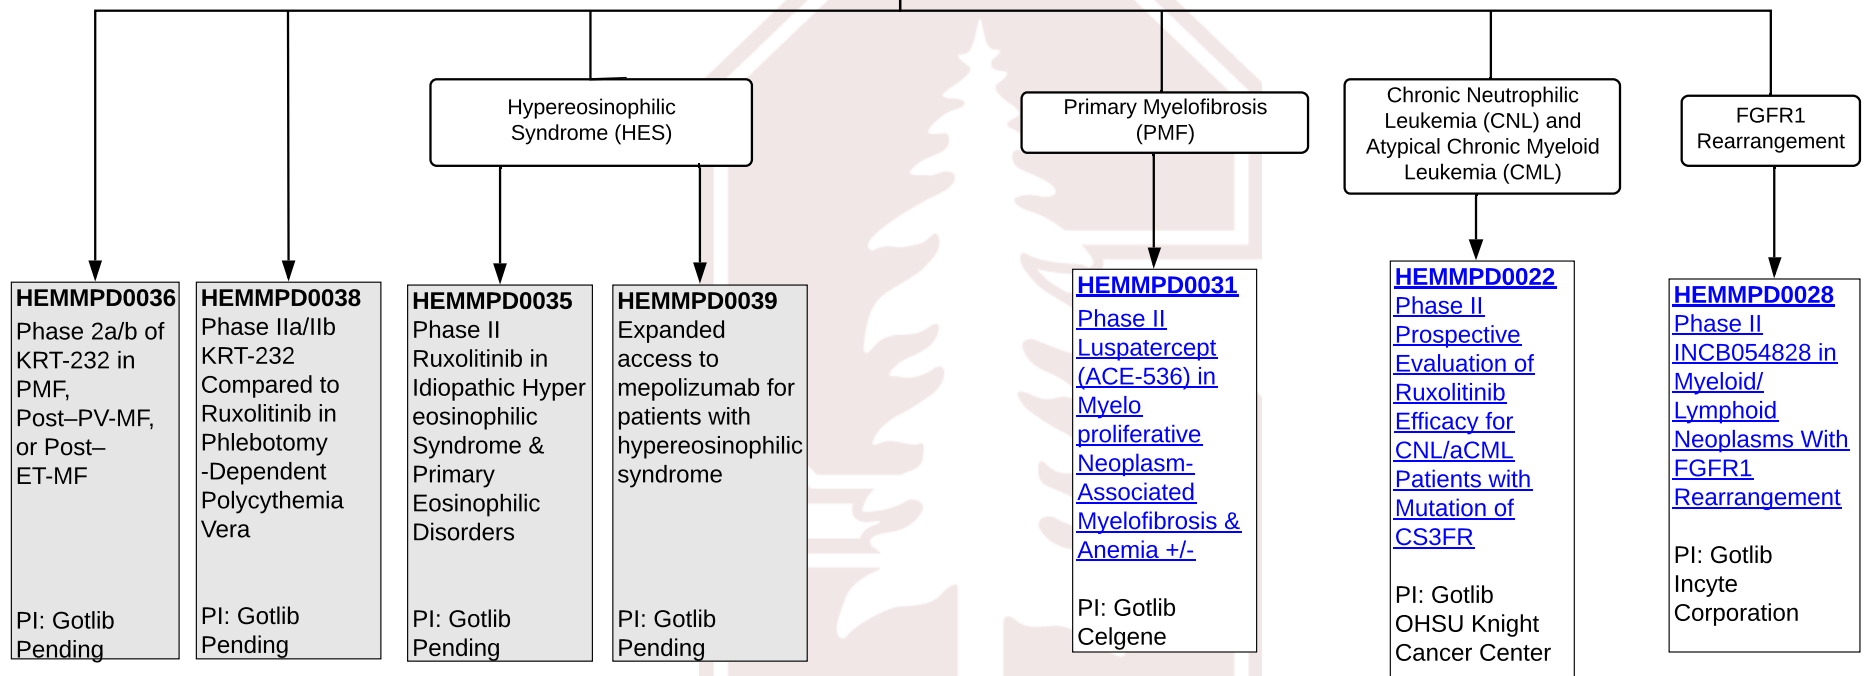 Hypereosinophilic
Syndrome (HES)
Primary Myelofibrosis
(PMF)
Chronic Neutrophilic
Leukemia (CNL) and
Atypical Chronic Myeloid
Leukemia (CML)
FGFR1
Rearrangement
HEMMPD0036
Phase 2a/b of
KRT-232 in
PMF,
Post–PV-MF,
or Post–
ET-MF
PI: Gotlib
Pending
HEMMPD0038
Phase IIa/IIb
KRT-232
Compared to
Ruxolitinib in
Phlebotomy
-Dependent
Polycythemia
Vera
PI: Gotlib
Pending
HEMMPD0035
Phase II
Ruxolitinib in
Idiopathic Hyper
eosinophilic
Syndrome &
Primary
Eosinophilic
Disorders
PI: Gotlib
Pending
HEMMPD0039
Expanded
access to
mepolizumab for
patients with
hypereosinophilic
syndrome
PI: Gotlib
Pending
HEMMPD0031
Phase II
Luspatercept
(ACE-536) in
Myelo
proliferative
Neoplasm-
Associated
Myelofibrosis &
Anemia +/-
PI: Gotlib
Celgene
HEMMPD0022
Phase II
Prospective
Evaluation of
Ruxolitinib
Efficacy for
CNL/aCML
Patients with
Mutation of
CS3FR
PI: Gotlib
OHSU Knight
Cancer Center
HEMMPD0028
Phase II
INCB054828 in
Myeloid/
Lymphoid
Neoplasms With
FGFR1
Rearrangement
PI: Gotlib
Incyte
Corporation